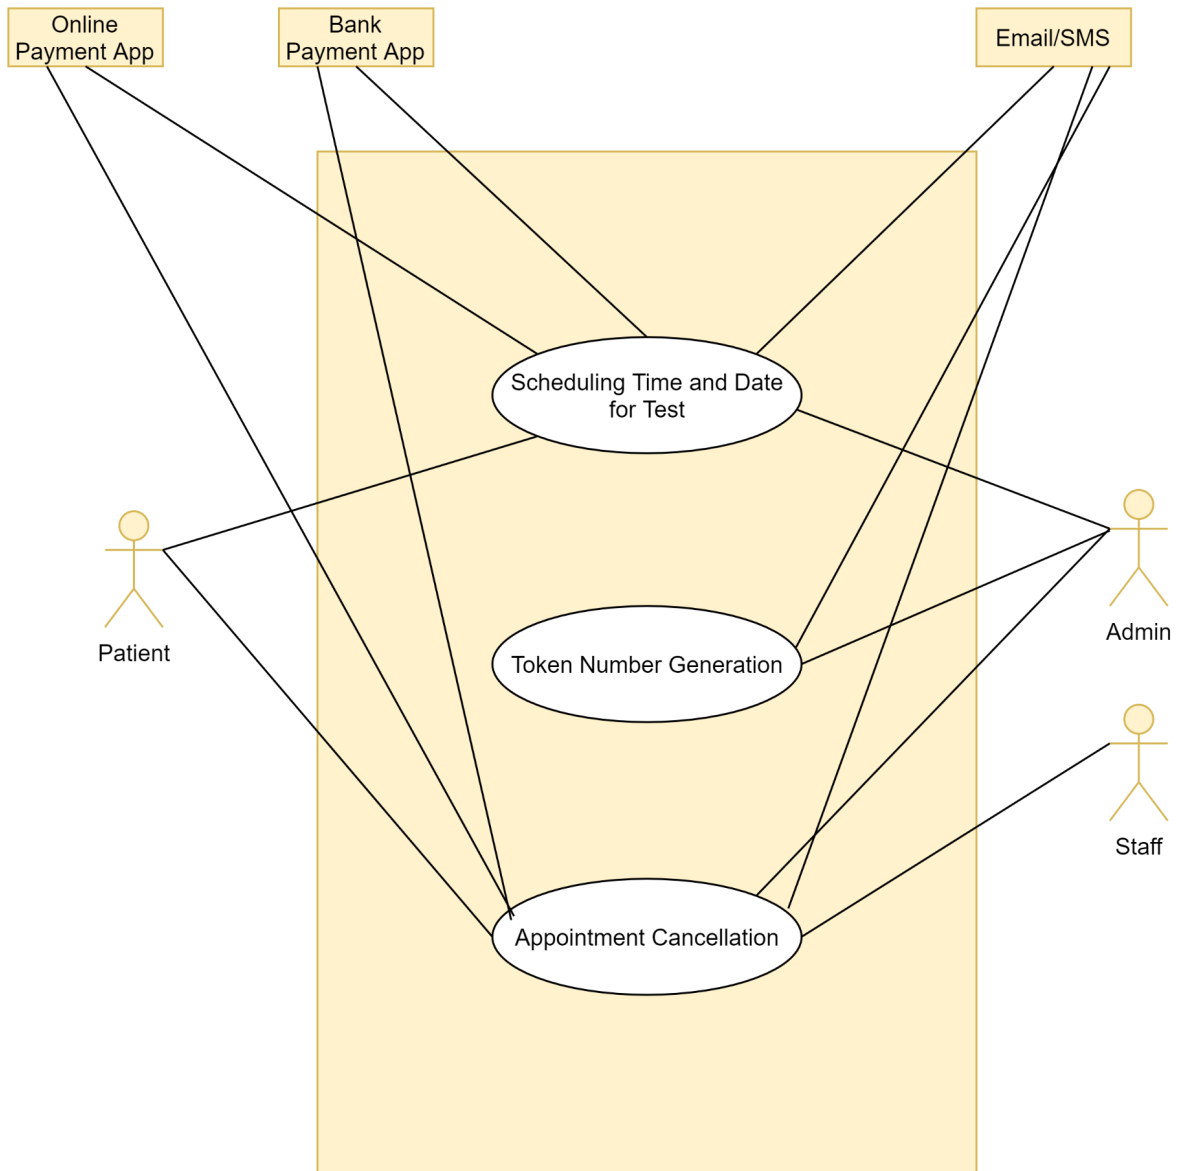 Online
Payment App
Bank
Payment App
Email/SMS
Scheduling Time and Date
for Test
Patient
Admin
Token Number Generation
Staff
Appointment Cancellation